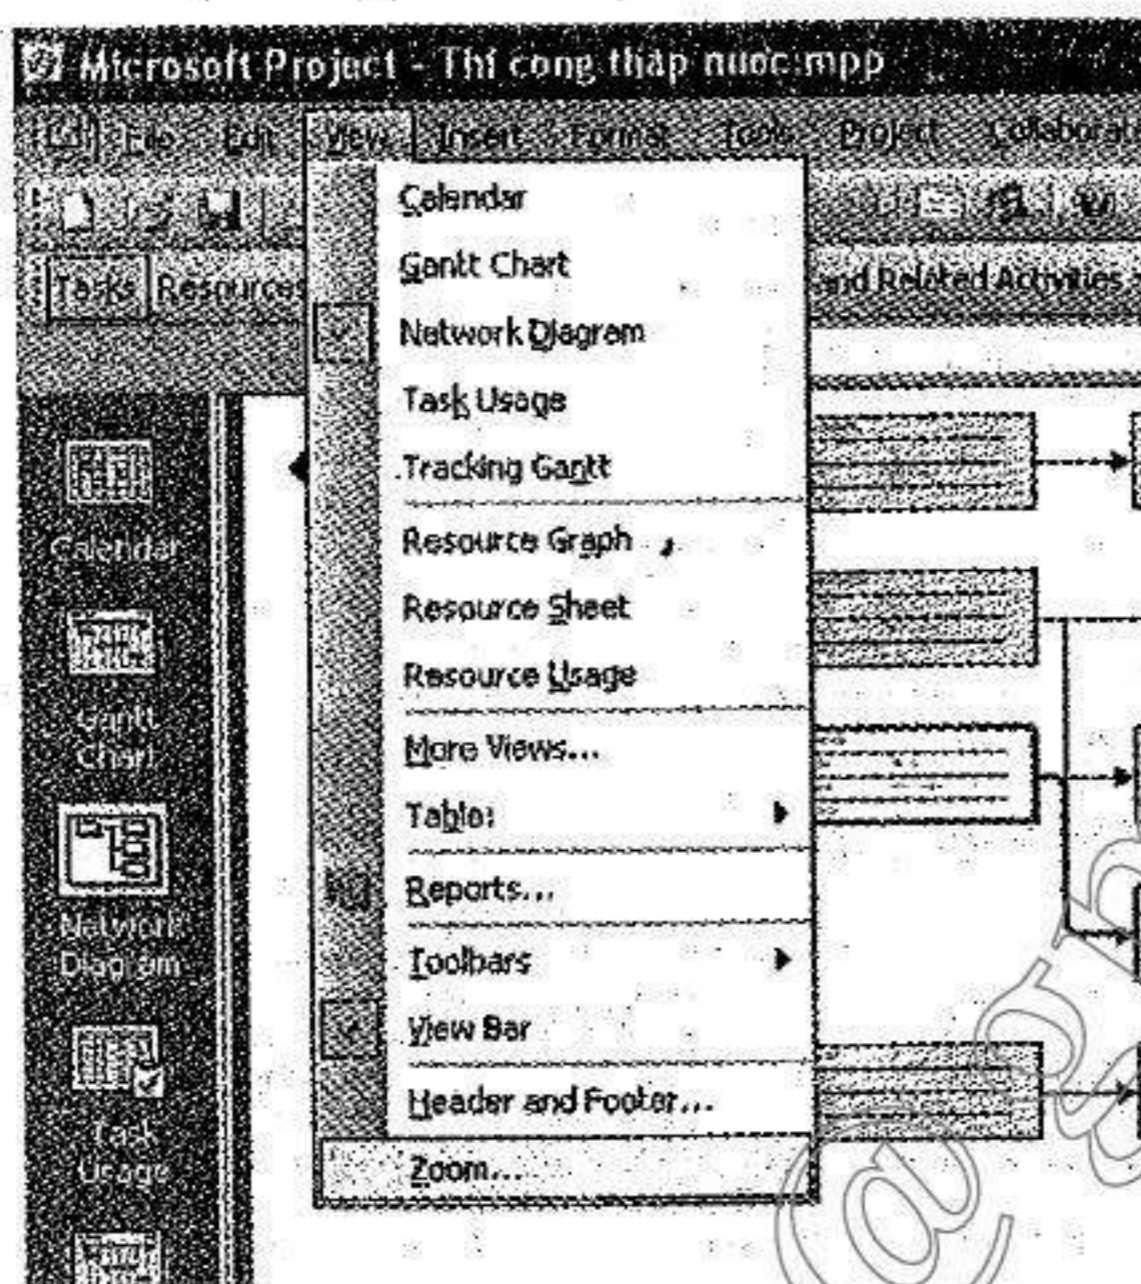 Microsoft Project - Thi cong thap nuoc.mpp
File Edit View Insert Format Tools Project Collaborat
Tasks Resources and Related Activities
Calendar
Gantt Chart
Network Diagram
Task Usage
Tracking Gantt
Resource Graph
Resource Sheet
Resource Usage
More Views...
Table:
Reports...
Toolbars
View Bar
Header and Footer...
Zoom...
Calendar
Gantt
Chart
Network
Diagram
Task
Usage